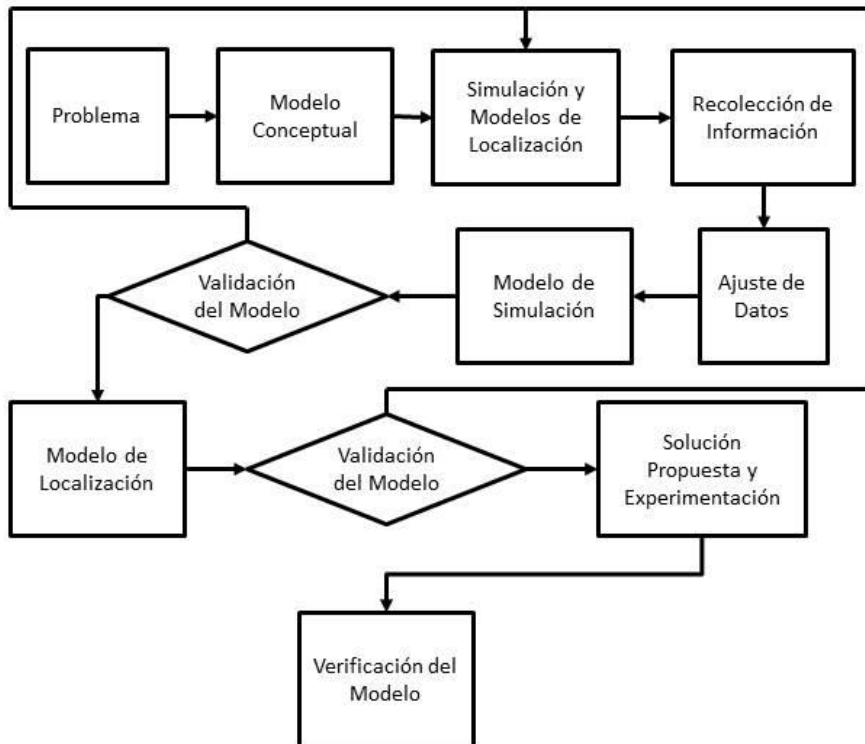 Problema
Modelo
Conceptual
Simulación y
Modelos de
Localización
Recolección de
Información
Validación
del Modelo
Modelo de
Simulación
Ajuste de
Datos
Modelo de
Localización
Validación
del Modelo
Solución
Propuesta y
Experimentación
Verificación del
Modelo